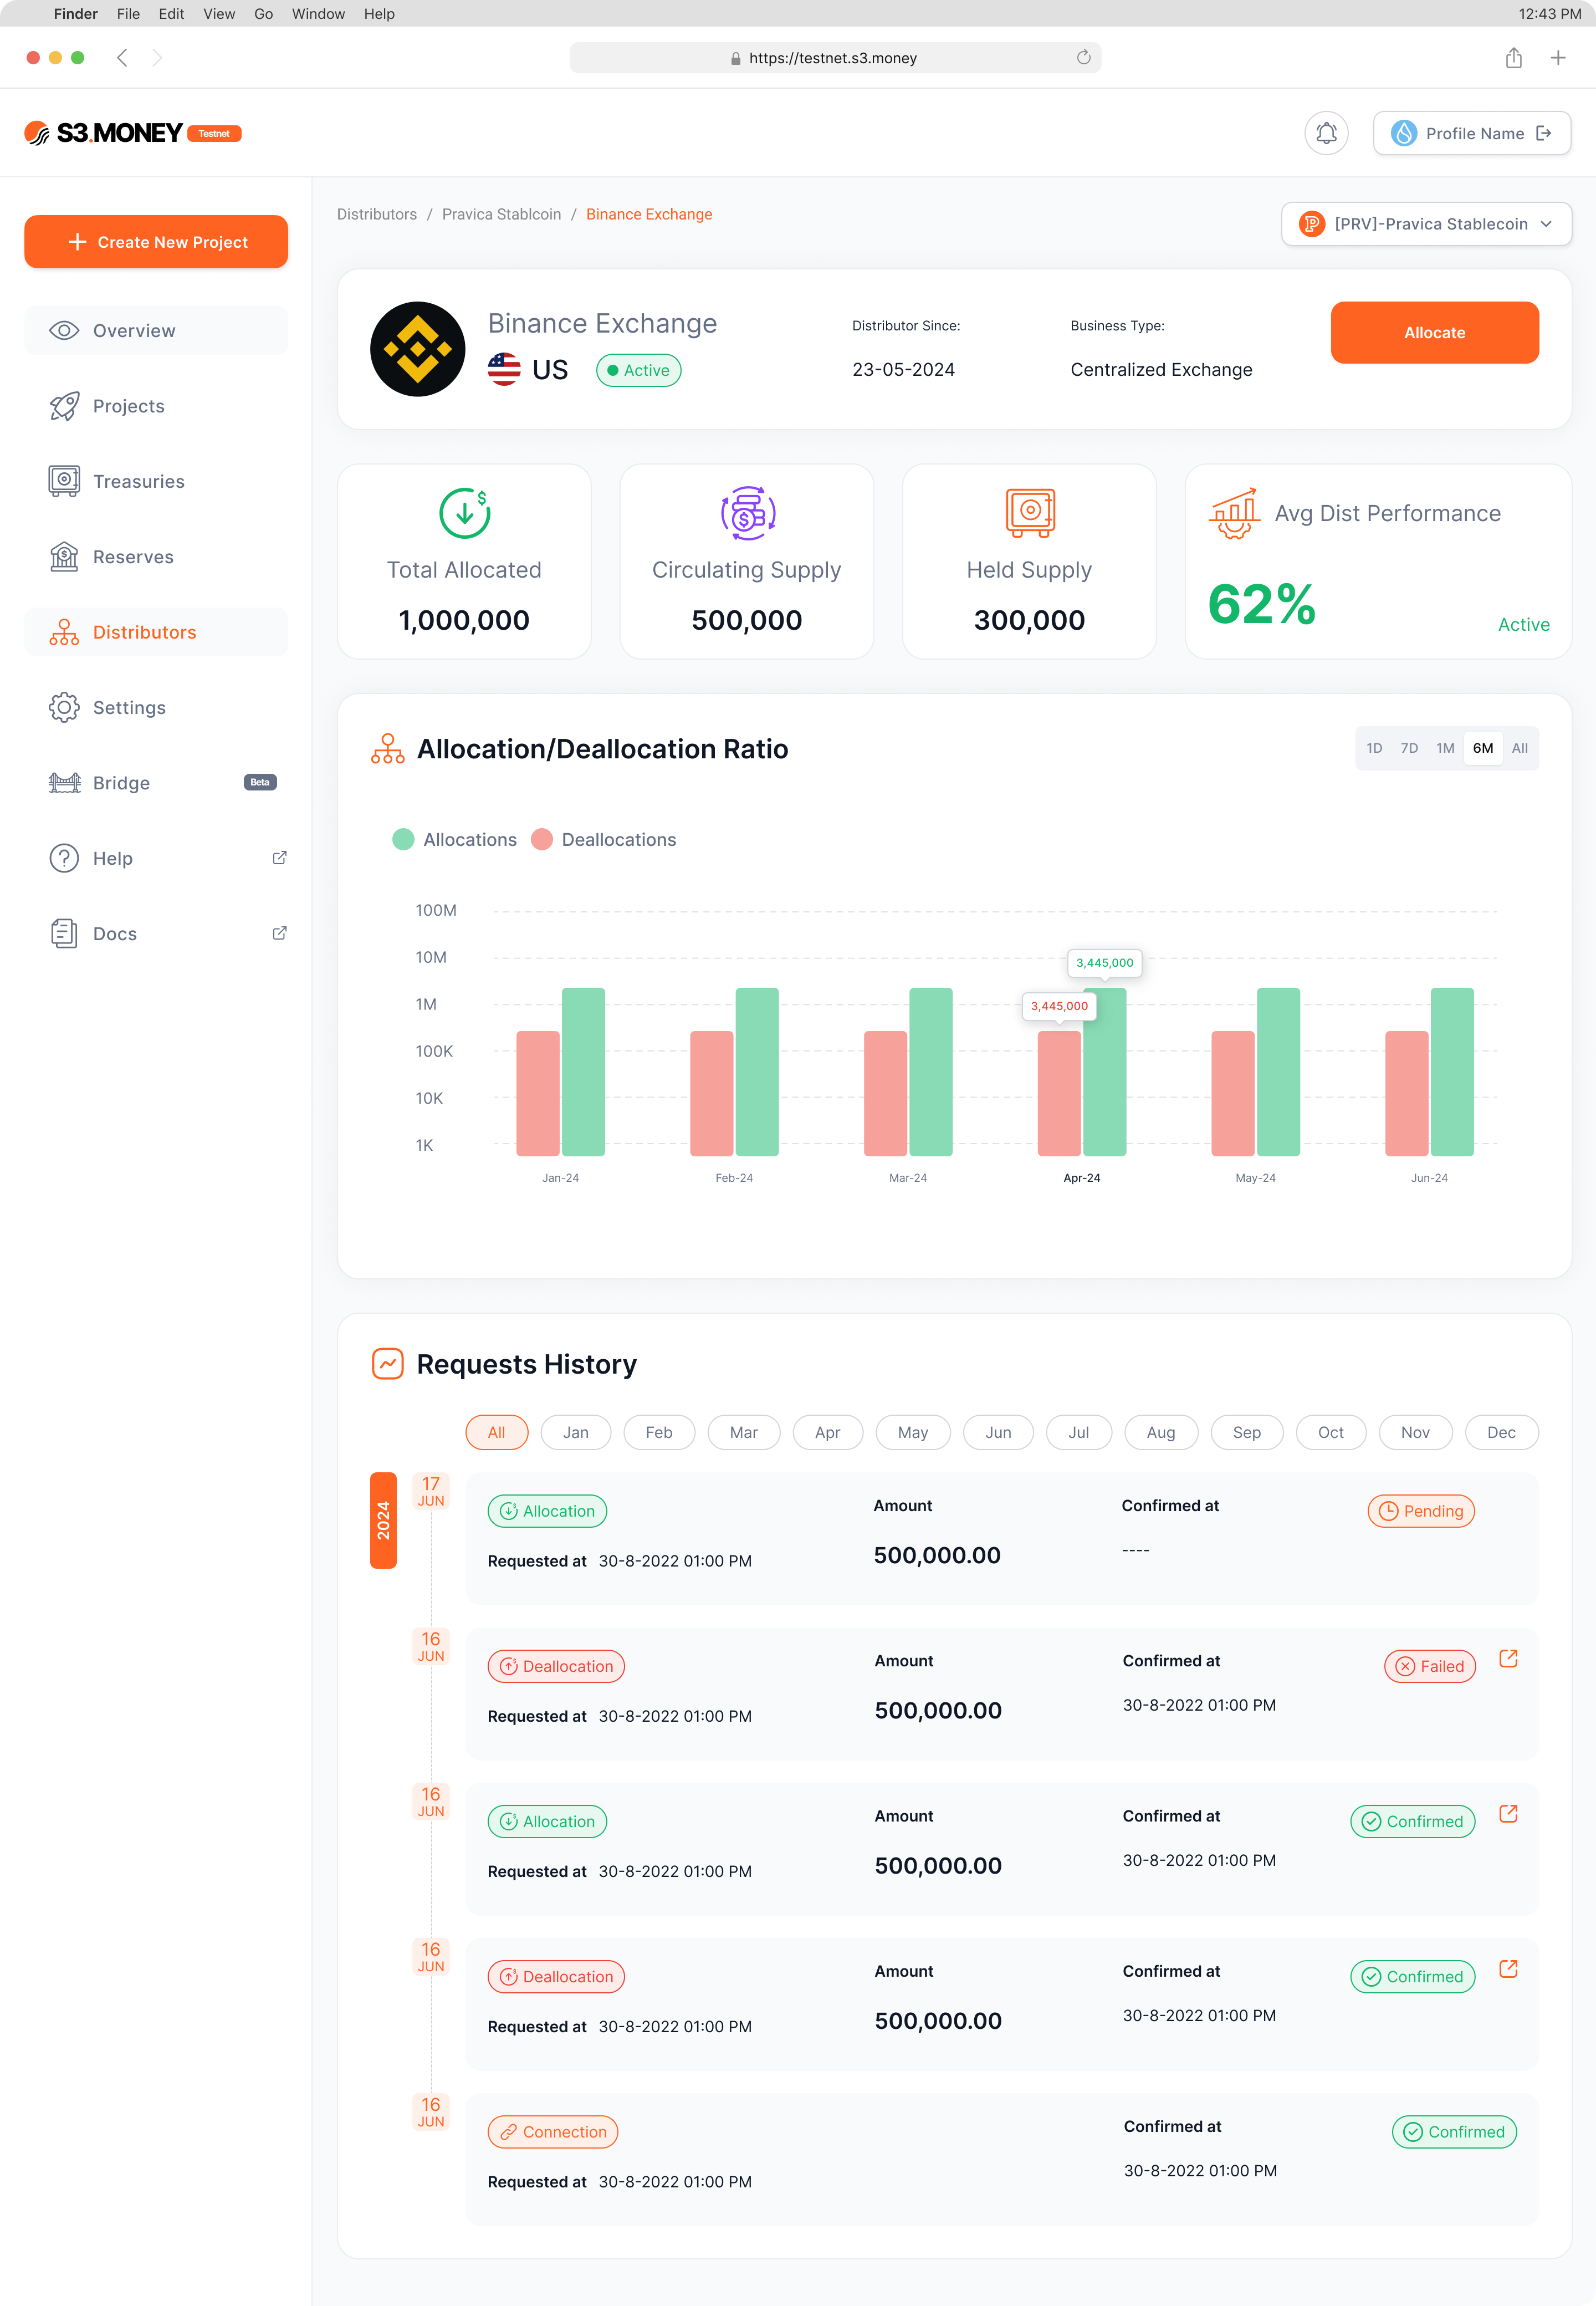 Finder File Edit View Go Window Help 12:43 PM
https://testnet.s3.money
S3.MONEY Testnet
Profile Name
Create New Project
Overview
Projects
Treasuries
Reserves
Distributors
Settings
Bridge Beta
Help
Docs
Distributors / Pravica Stablcoin / Binance Exchange
[PRV]-Pravica Stablecoin
Binance Exchange
US Active
Distributor Since:
23-05-2024
Business Type:
Centralized Exchange
Allocate
Total Allocated
1,000,000
Circulating Supply
500,000
Held Supply
300,000
Avg Dist Performance
62%
Active
Allocation/Deallocation Ratio
1D 7D 1M 6M All
Allocations Deallocations
100M
10M
1M
100K
10K
1K
3,445,000
3,445,000
Jan-24 Feb-24 Mar-24 Apr-24 May-24 Jun-24
Requests History
All Jan Feb Mar Apr May Jun Jul Aug Sep Oct Nov Dec
2024
17
JUN
Allocation
Requested at 30-8-2022 01:00 PM
Amount
500,000.00
Confirmed at
----
Pending
16
JUN
Deallocation
Requested at 30-8-2022 01:00 PM
Amount
500,000.00
Confirmed at
30-8-2022 01:00 PM
Failed
16
JUN
Allocation
Requested at 30-8-2022 01:00 PM
Amount
500,000.00
Confirmed at
30-8-2022 01:00 PM
Confirmed
16
JUN
Deallocation
Requested at 30-8-2022 01:00 PM
Amount
500,000.00
Confirmed at
30-8-2022 01:00 PM
Confirmed
16
JUN
Connection
Requested at 30-8-2022 01:00 PM
Confirmed at
30-8-2022 01:00 PM
Confirmed